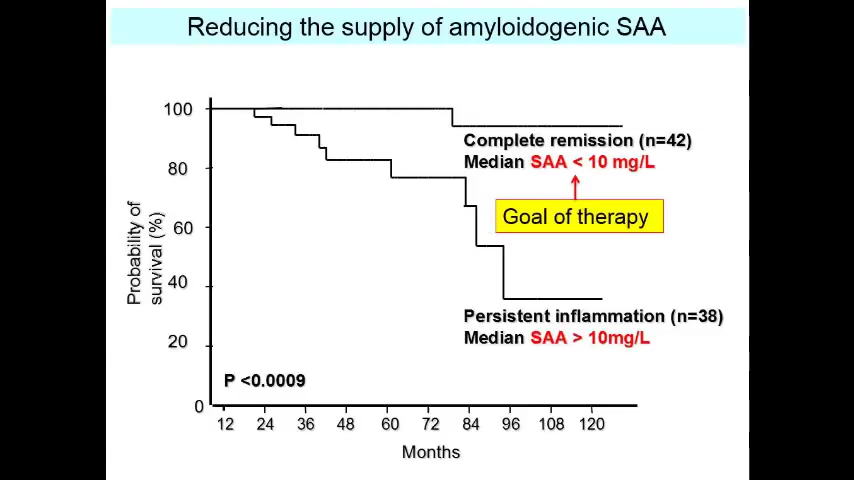 Reducing the supply of amyloidogenic SAA
100
80
60
40
20
0
Probability of
survival (%)
Complete remission (n=42)
Median SAA < 10 mg/L
Goal of therapy
Persistent inflammation (n=38)
Median SAA > 10mg/L
P <0.0009
12 24 36 48 60 72 84 96 108 120
Months